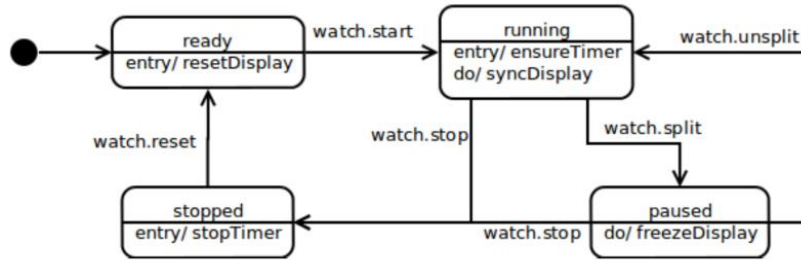 ready
entry/ resetDisplay
watch.start
running
entry/ ensureTimer
do/ syncDisplay
watch.unsplit
watch.reset
watch.stop
watch.split
stopped
entry/ stopTimer
watch.stop
paused
do/ freezeDisplay